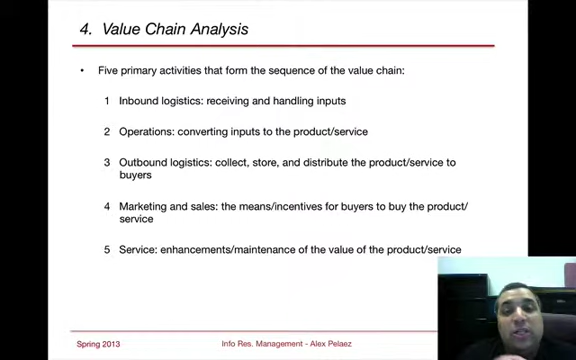 4. Value Chain Analysis
• Five primary activities that form the sequence of the value chain:
1 Inbound logistics: receiving and handling inputs
2 Operations: converting inputs to the product/service
3 Outbound logistics: collect, store, and distribute the product/service to
buyers
4 Marketing and sales: the means/incentives for buyers to buy the product/
service
5 Service: enhancements/maintenance of the value of the product/service
Spring 2013
Info Res. Management - Alex Pelaez